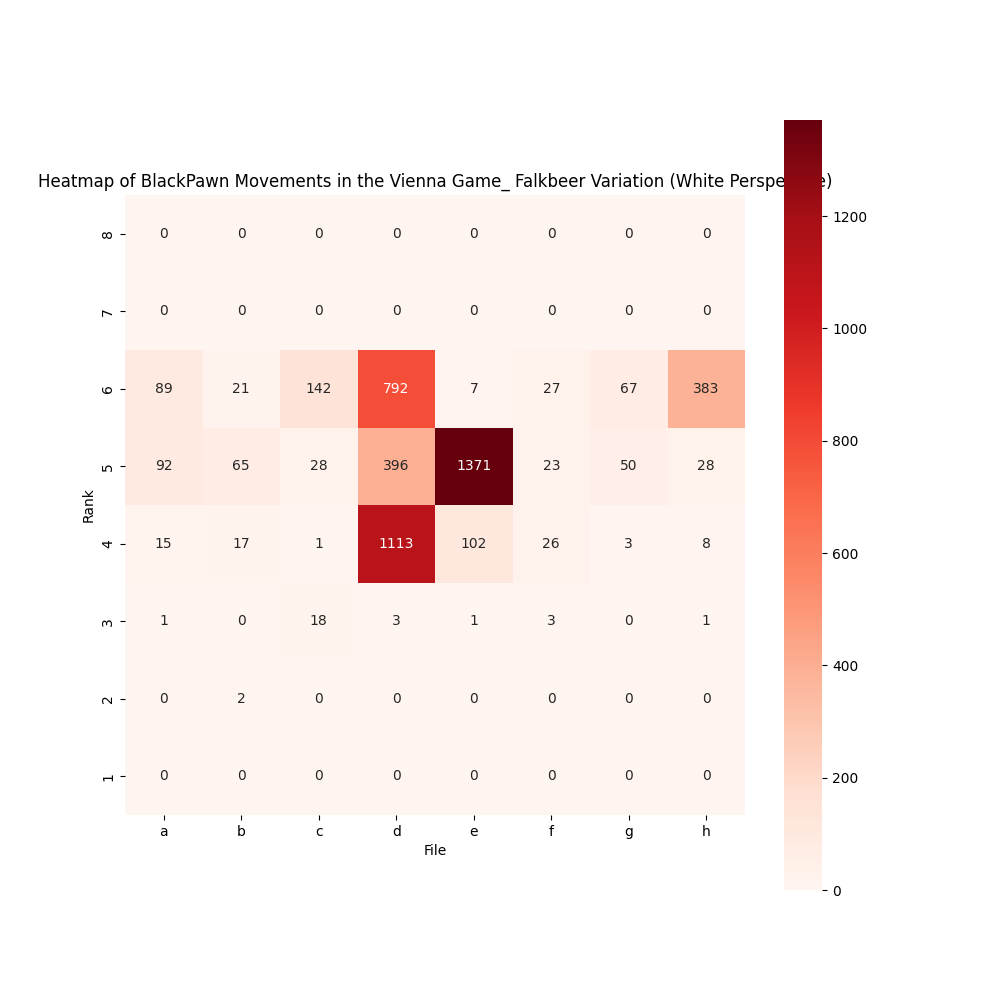 Heatmap of BlackPawn Movements in the Vienna Game_ Falkbeer Variation (White Perspe e)
8 0 0 0 0 0 0 0 0
7 0 0 0 0 0 0 0 0
6 89 21 142 792 7 27 67 383
5 92 65 28 396 1371 23 50 28
Rank
4 15 17 1 1113 102 26 3 8
3 1 0 18 3 1 3 0 1
2 0 2 0 0 0 0 0 0
1 0 0 0 0 0 0 0 0
a b c d e f g h
File
1200
1000
800
600
400
200
0